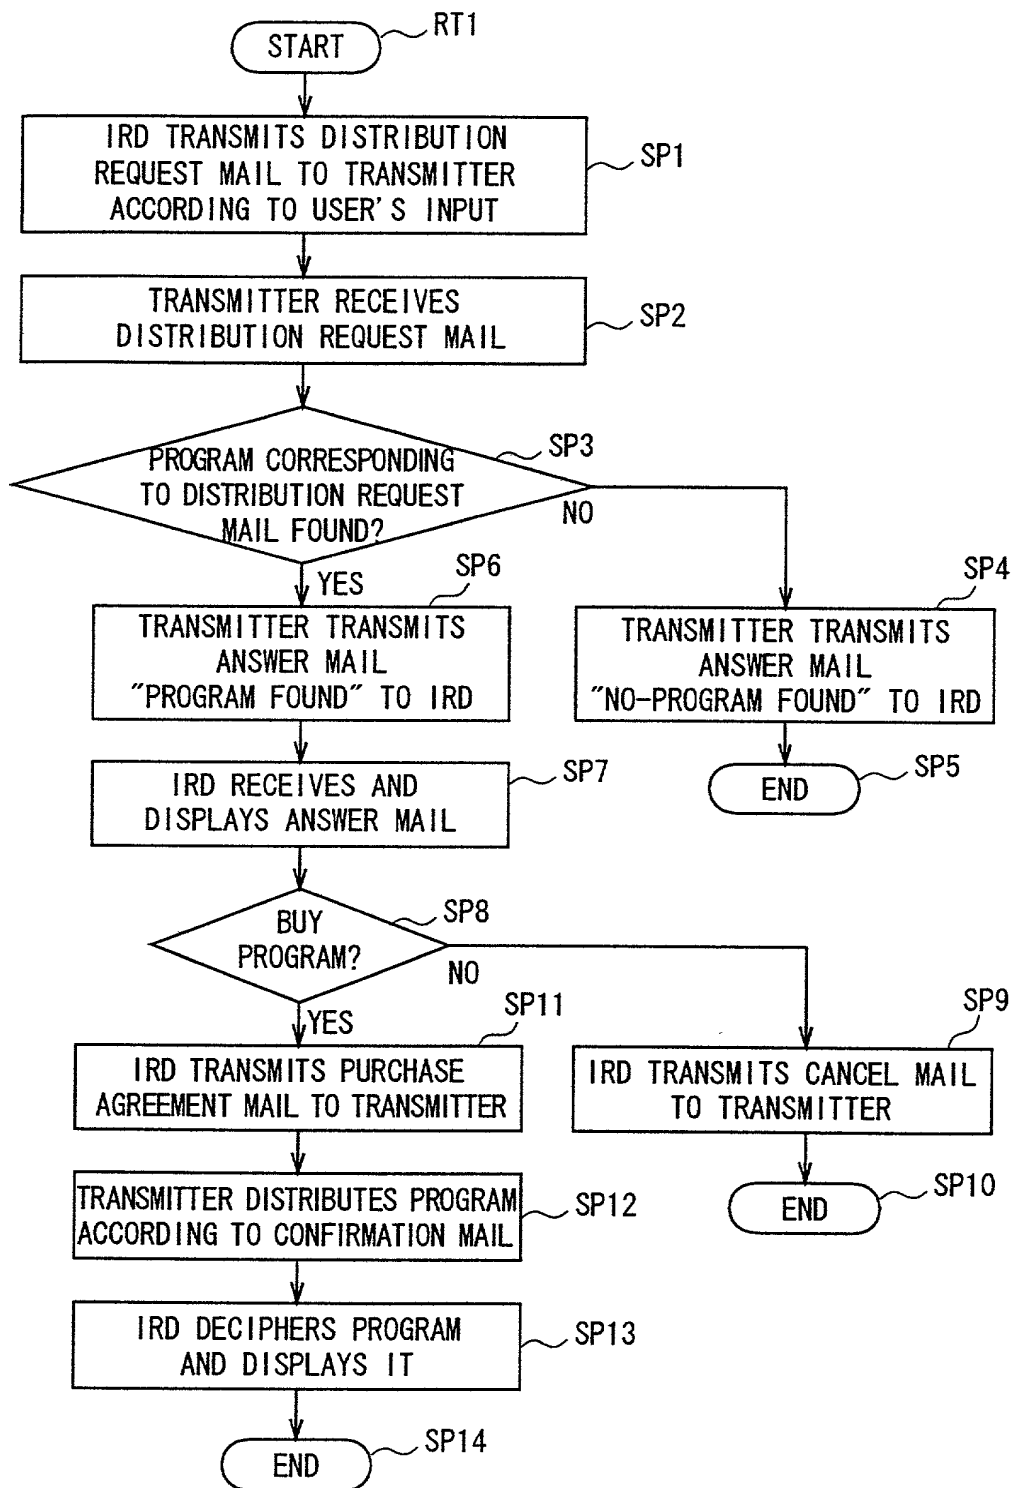 START
RT1
IRD TRANSMITS DISTRIBUTION
REQUEST MAIL TO TRANSMITTER
ACCORDING TO USER'S INPUT
SP1
TRANSMITTER RECEIVES
DISTRIBUTION REQUEST MAIL
SP2
PROGRAM CORRESPONDING
TO DISTRIBUTION REQUEST
MAIL FOUND?
SP3
NO
YES
SP6
TRANSMITTER TRANSMITS
ANSWER MAIL
"PROGRAM FOUND" TO IRD
SP4
TRANSMITTER TRANSMITS
ANSWER MAIL
"NO-PROGRAM FOUND" TO IRD
SP7
IRD RECEIVES AND
DISPLAYS ANSWER MAIL
SP5
END
BUY
PROGRAM?
SP8
NO
YES
SP11
IRD TRANSMITS PURCHASE
AGREEMENT MAIL TO TRANSMITTER
SP9
IRD TRANSMITS CANCEL MAIL
TO TRANSMITTER
TRANSMITTER DISTRIBUTES PROGRAM
ACCORDING TO CONFIRMATION MAIL
SP12
END
SP10
IRD DECIPHERS PROGRAM
AND DISPLAYS IT
SP13
END
SP14